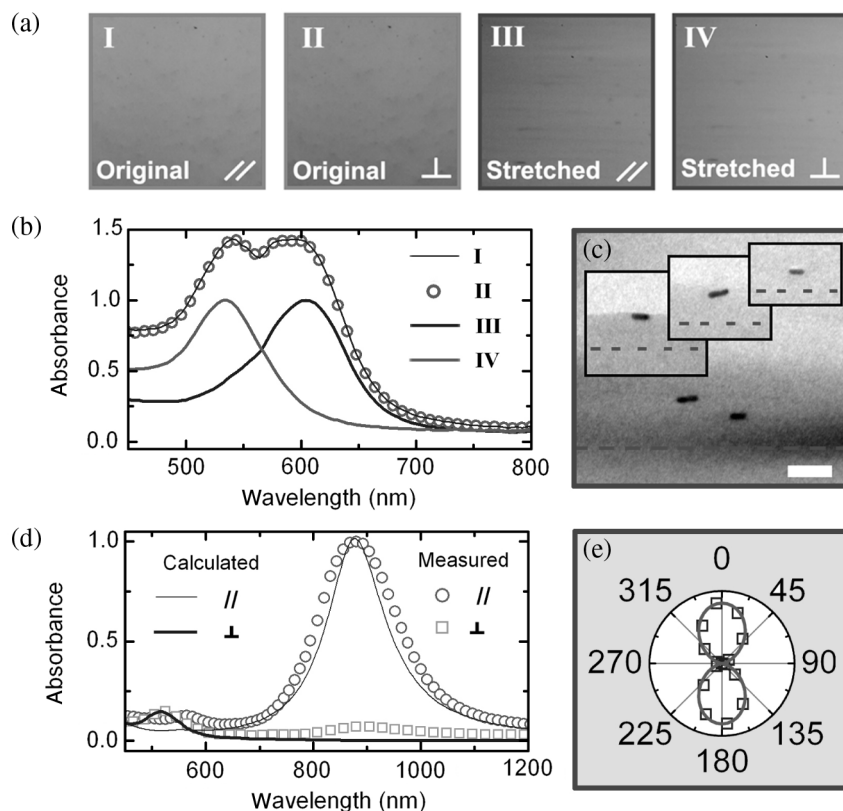 (a)
I
II
III
IV
Original //
Original ⊥
Stretched //
Stretched ⊥
(b)
1.5
1.0
0.5
0.0
Absorbance
500 600 700 800
Wavelength (nm)
I
II
III
IV
(c)
(d)
1.0
0.5
0.0
Absorbance
Calculated
//
⊥
Measured
//
⊥
600 800 1000 1200
Wavelength (nm)
(e)
0
45
90
135
180
225
270
315